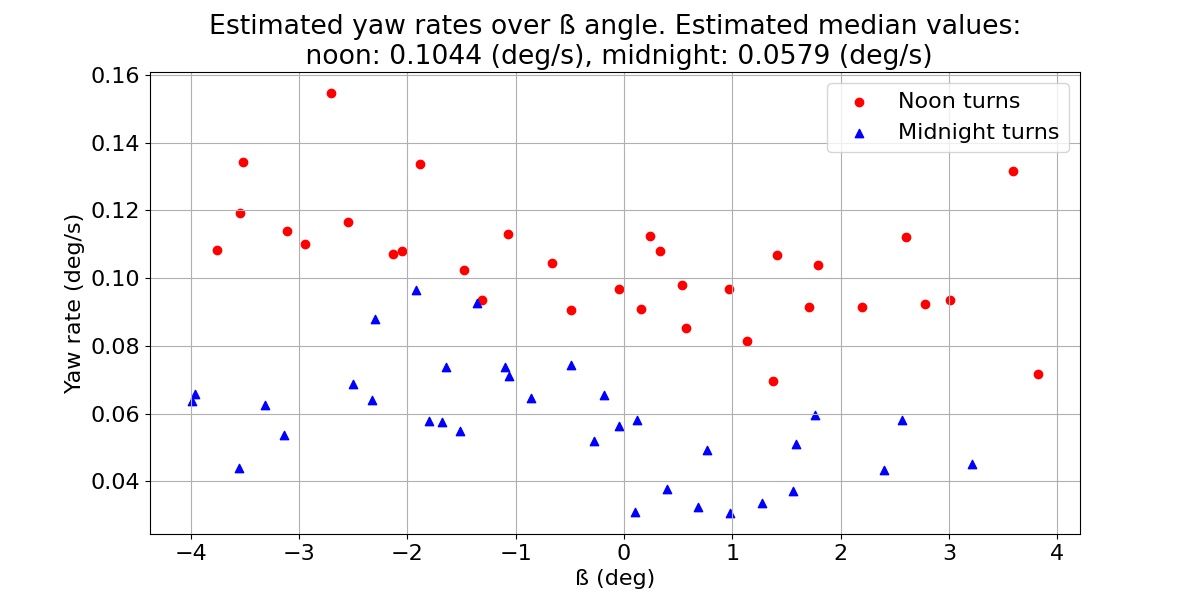 Estimated yaw rates over ß angle. Estimated median values:
noon: 0.1044 (deg/s), midnight: 0.0579 (deg/s)
0.16
0.14
0.12
0.10
0.08
0.06
0.04
Yaw rate (deg/s)
Noon turns
Midnight turns
−4 −3 −2 −1 0 1 2 3 4
ß (deg)